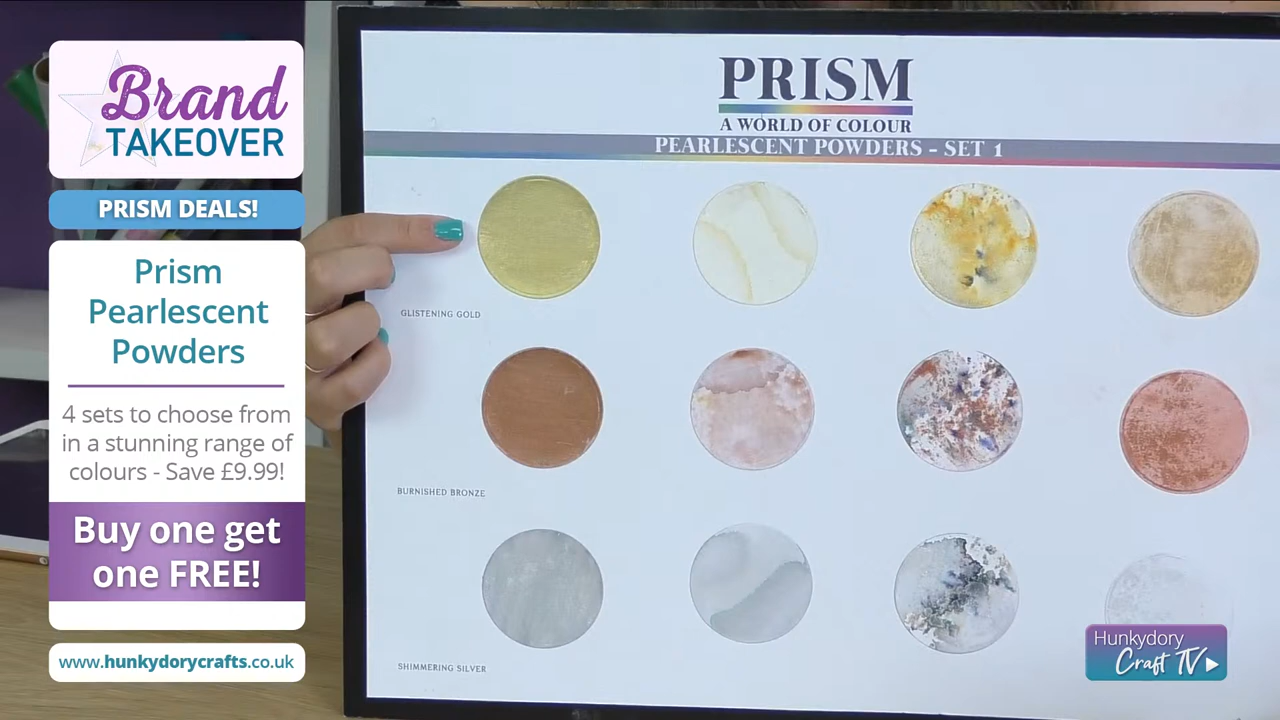 Brand
TAKEOVER
PRISM DEALS!
Prism
Pearlescent
Powders
4 sets to choose from
in a stunning range of
colours - Save £9.99!
Buy one get
one FREE!
www.hunkydorycrafts.co.uk
PRISM
A WORLD OF COLOUR
PEARLESCENT POWDERS - SET 1
GLISTENING GOLD
BURNISHED BRONZE
SHIMMERING SILVER
Hunkydory
Craft TV